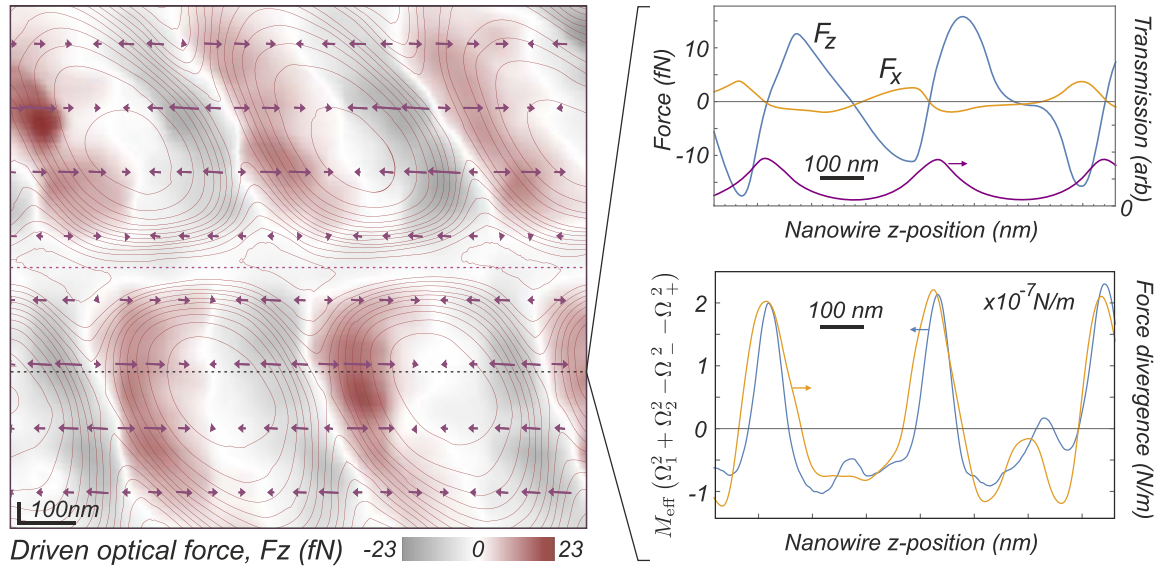 100nm
Driven optical force, Fz (fN)
-23 0 23
Force (fN)
10
0
-10
Fz
Fx
100 nm
Transmission (arb)
0
Nanowire z-position (nm)
M_eff (Ω₁² + Ω₂² − Ω₋² − Ω₊²)
2
1
0
-1
100 nm
x10⁻⁷N/m
Force divergence (N/m)
Nanowire z-position (nm)